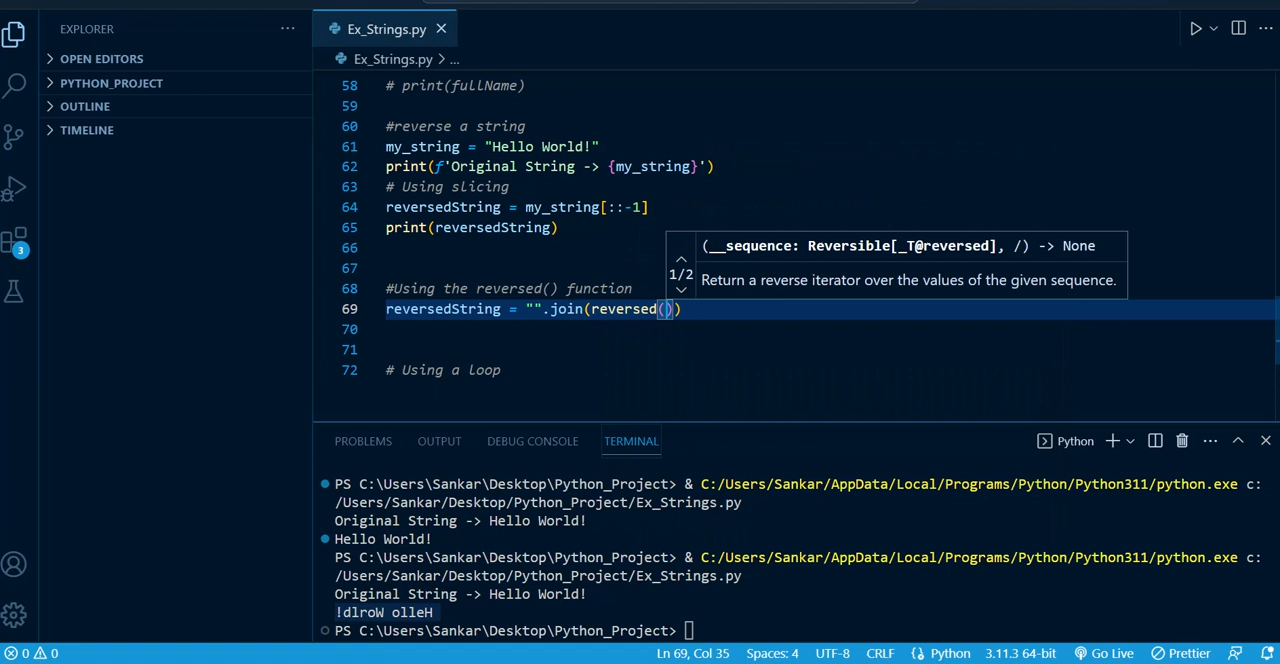 EXPLORER
OPEN EDITORS
PYTHON_PROJECT
OUTLINE
TIMELINE
3
Ex_Strings.py
Ex_Strings.py > ...
58 # print(fullName)
59
60 #reverse a string
61 my_string = "Hello World!"
62 print(f'Original String -> {my_string}')
63 # Using slicing
64 reversedString = my_string[::-1]
65 print(reversedString)
66
67
68 #Using the reversed() function
69 reversedString = "".join(reversed())
70
71
72 # Using a loop
(__sequence: Reversible[_T@reversed], /) -> None
1/2
Return a reverse iterator over the values of the given sequence.
PROBLEMS OUTPUT DEBUG CONSOLE TERMINAL Python
PS C:\Users\Sankar\Desktop\Python_Project> & C:/Users/Sankar/AppData/Local/Programs/Python/Python311/python.exe c:
/Users/Sankar/Desktop/Python_Project/Ex_Strings.py
Original String -> Hello World!
Hello World!
PS C:\Users\Sankar\Desktop\Python_Project> & C:/Users/Sankar/AppData/Local/Programs/Python/Python311/python.exe c:
/Users/Sankar/Desktop/Python_Project/Ex_Strings.py
Original String -> Hello World!
!dlroW olleH
PS C:\Users\Sankar\Desktop\Python_Project>
0 0 Ln 69, Col 35 Spaces: 4 UTF-8 CRLF Python 3.11.3 64-bit Go Live Prettier